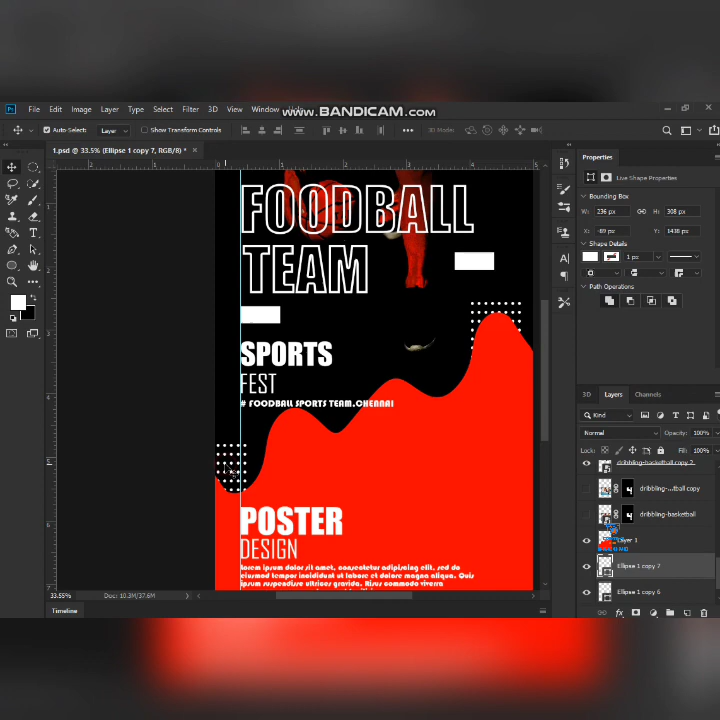 www.BANDICAM.com
Ps File Edit Image Layer Type Select Filter 3D View Window
Auto-Select: Layer Show Transform Controls 3D Mode:
1.psd @ 33.5% (Ellipse 1 copy 7, RGB/8) *
FOODBALL
TEAM
SPORTS
FEST
# FOODBALL SPORTS TEAM.CHENNAI
POSTER
DESIGN
lorem ipsum dolor sit amet, consectetur adipiscing elit, sed do
eiusmod tempor incididunt ut labore et dolore magna aliqua. Quis
ipsum suspendisse ultrices gravida. Risus commodo viverra
33.55% Doc: 10.3M/37.6M
Timeline
Properties
Live Shape Properties
Bounding Box
W: 236 px H: 308 px
X: -89 px Y: 1438 px
Shape Details
1 px
Path Operations
3D Layers Channels
Kind
Normal Opacity: 100%
Lock: Fill: 100%
dribbling-basketball copy 2
dribbling-...tball copy
dribbling-basketball
Layer 1
Ellipse 1 copy 7
Ellipse 1 copy 6